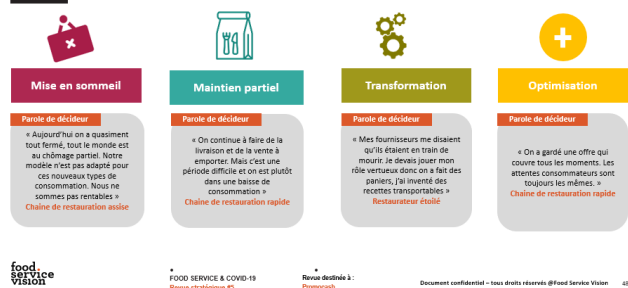 Mise en sommeil
Maintien partiel
Transformation
Optimisation
Parole de décideur
« Aujourd'hui on a quasiment
tout fermé, tout le monde est
au chômage partiel. Notre
modèle n'est pas adapté pour
ces nouveaux types de
consommation. Nous ne
sommes pas rentables »
Chaine de restauration assise
Parole de décideur
« On continue à faire de la
livraison et de la vente à
emporter. Mais c'est une
période difficile et on est plutôt
dans une baisse de
consommation »
Chaine de restauration rapide
Parole de décideur
« Mes fournisseurs me disaient
qu'ils étaient en train de
mourir. Je devais jouer mon
rôle vertueux donc on a fait des
paniers, j'ai inventé des
recettes transportables »
Restaurateur étoilé
Parole de décideur
« On a gardé une offre qui
couvre tous les moments. Les
attentes consommateurs sont
toujours les mêmes. »
Chaine de restauration rapide
food.
service
vision
FOOD SERVICE & COVID-19
Revue stratégique #5
Revue destinée à :
Promocash
Document confidentiel – tous droits réservés @Food Service Vision
48